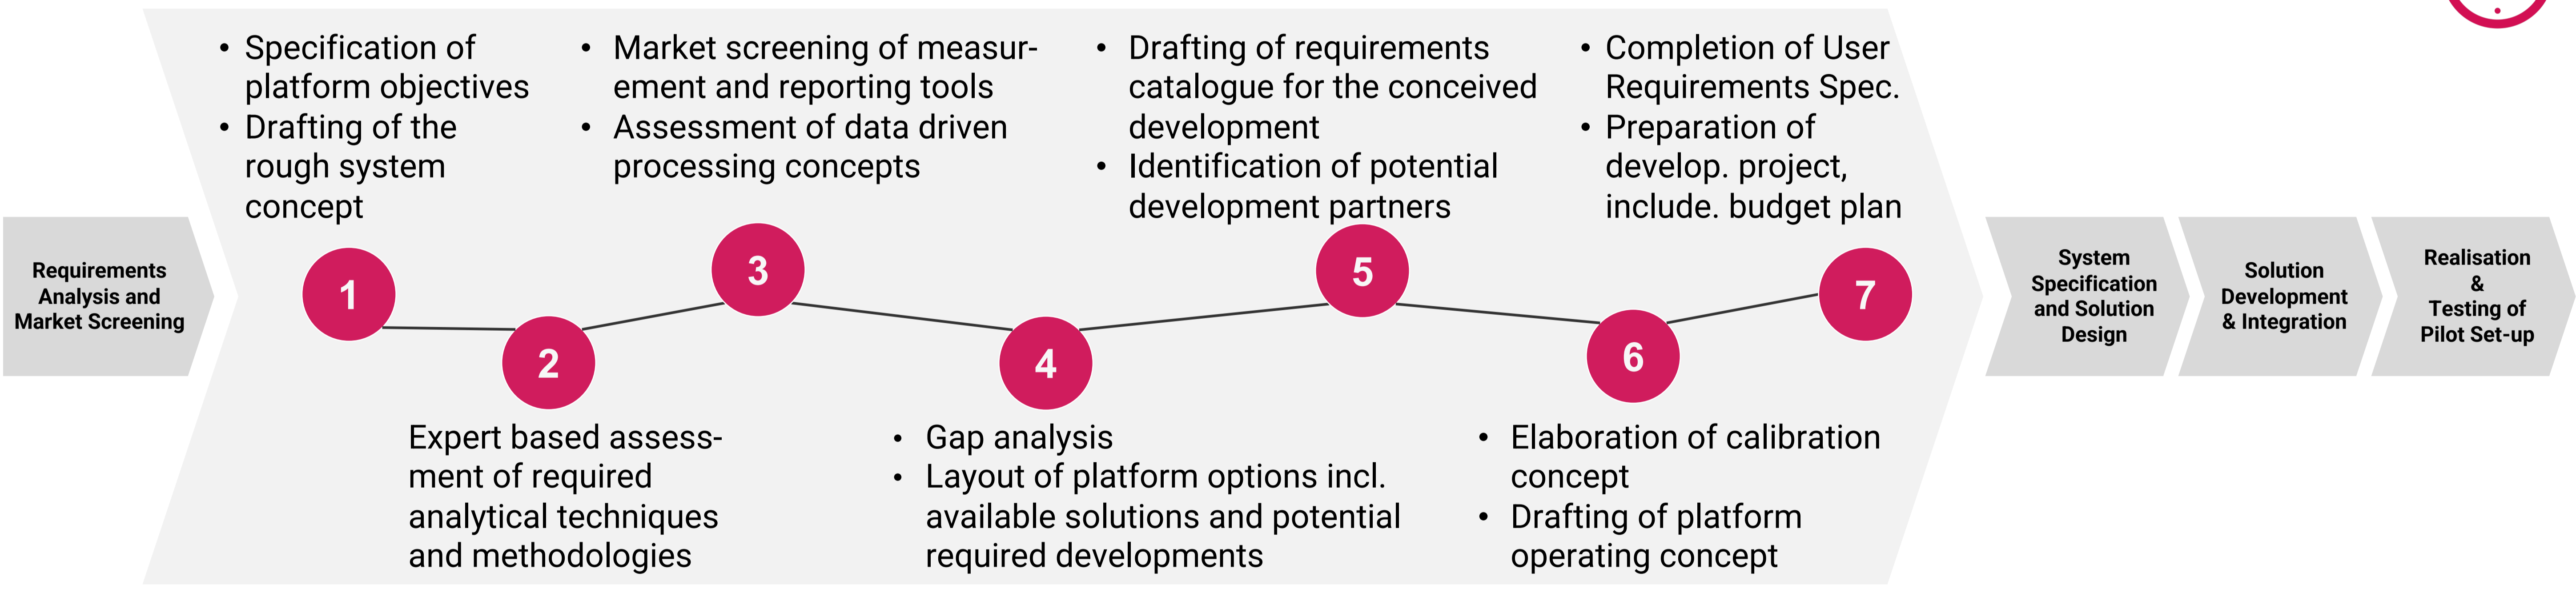 Requirements
Analysis and
Market Screening
• Specification of
platform objectives
• Drafting of the
rough system
concept
1
2
Expert based assess-
ment of required
analytical techniques
and methodologies
• Market screening of measur-
ement and reporting tools
• Assessment of data driven
processing concepts
3
4
• Gap analysis
• Layout of platform options incl.
available solutions and potential
required developments
• Drafting of requirements
catalogue for the conceived
development
• Identification of potential
development partners
5
6
• Elaboration of calibration
concept
• Drafting of platform
operating concept
• Completion of User
Requirements Spec.
• Preparation of
develop. project,
include. budget plan
7
System
Specification
and Solution
Design
Solution
Development
& Integration
Realisation
&
Testing of
Pilot Set-up